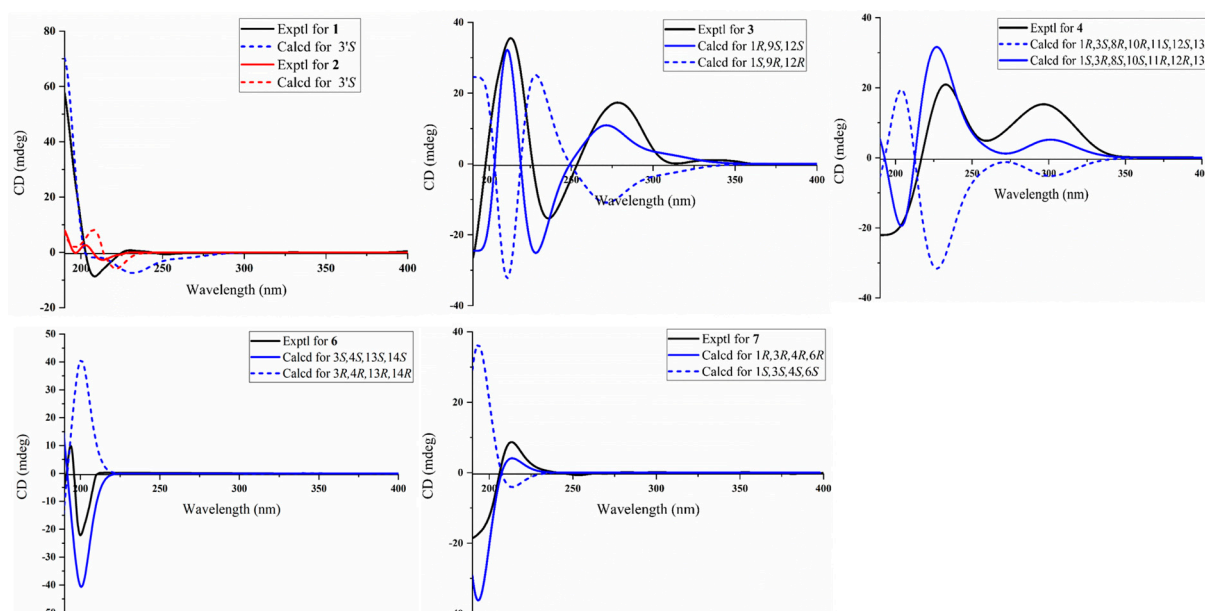 Exptl for 1
Calcd for 3'S
Exptl for 2
Calcd for 3'S
80
60
40
20
0
-20
200
250
300
350
400
CD (mdeg)
Wavelength (nm)
Exptl for 3
Calcd for 1R,9S,12S
Calcd for 1S,9R,12R
40
20
0
-20
-40
200
250
300
350
400
CD (mdeg)
Wavelength (nm)
Exptl for 4
Calcd for 1R,3S,8R,10R,11S,12S,13
Calcd for 1S,3R,8S,10S,11R,12R,13
60
40
20
0
-20
-40
200
250
300
350
400
CD (mdeg)
Wavelength (nm)
Exptl for 6
Calcd for 3S,4S,13S,14S
Calcd for 3R,4R,13R,14R
50
40
30
20
10
0
-10
-20
-30
-40
-50
200
250
300
350
400
CD (mdeg)
Wavelength (nm)
Exptl for 7
Calcd for 1R,3R,4R,6R
Calcd for 1S,3S,4S,6S
40
20
0
-20
-40
200
250
300
350
400
CD (mdeg)
Wavelength (nm)